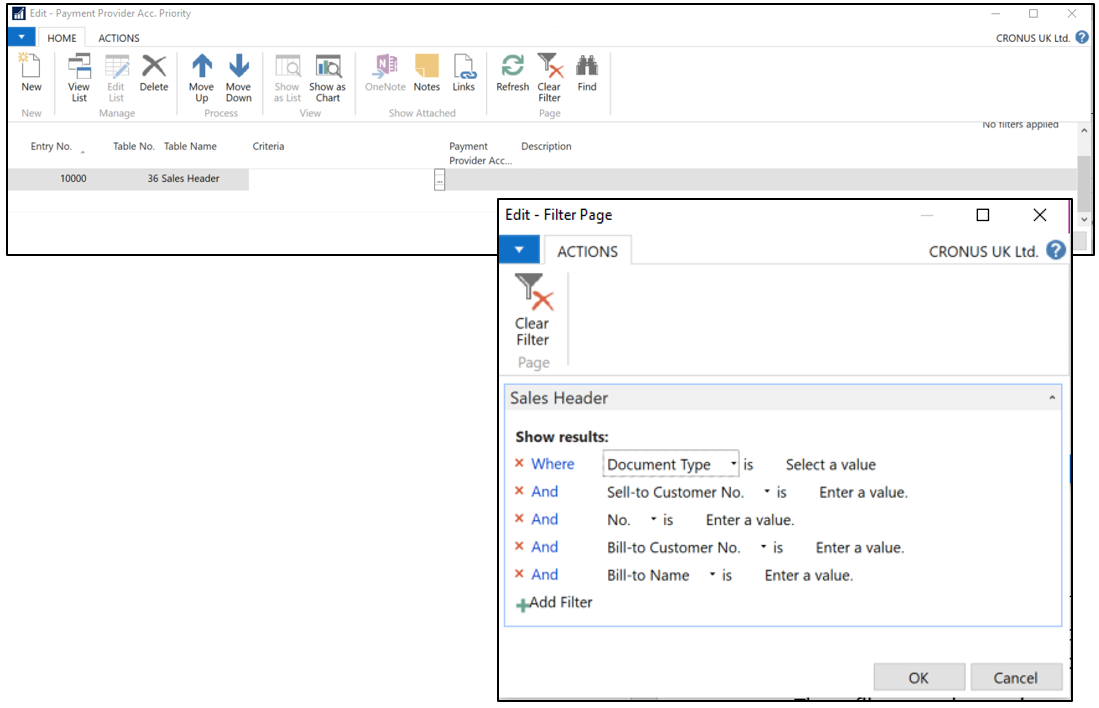 Edit - Payment Provider Acc. Priority
HOME ACTIONS CRONUS UK Ltd. ?
New View List Edit List Delete Move Up Move Down Show as List Show as Chart OneNote Notes Links Refresh Clear Filter Find
New Manage Process View Show Attached Page
No filters applied
Entry No. Table No. Table Name Criteria Payment Provider Acc... Description
10000 36 Sales Header ...
Edit - Filter Page
ACTIONS CRONUS UK Ltd. ?
Clear
Filter
Page
Sales Header
Show results:
Where Document Type is Select a value
And Sell-to Customer No. is Enter a value.
And No. is Enter a value.
And Bill-to Customer No. is Enter a value.
And Bill-to Name is Enter a value.
Add Filter
OK Cancel